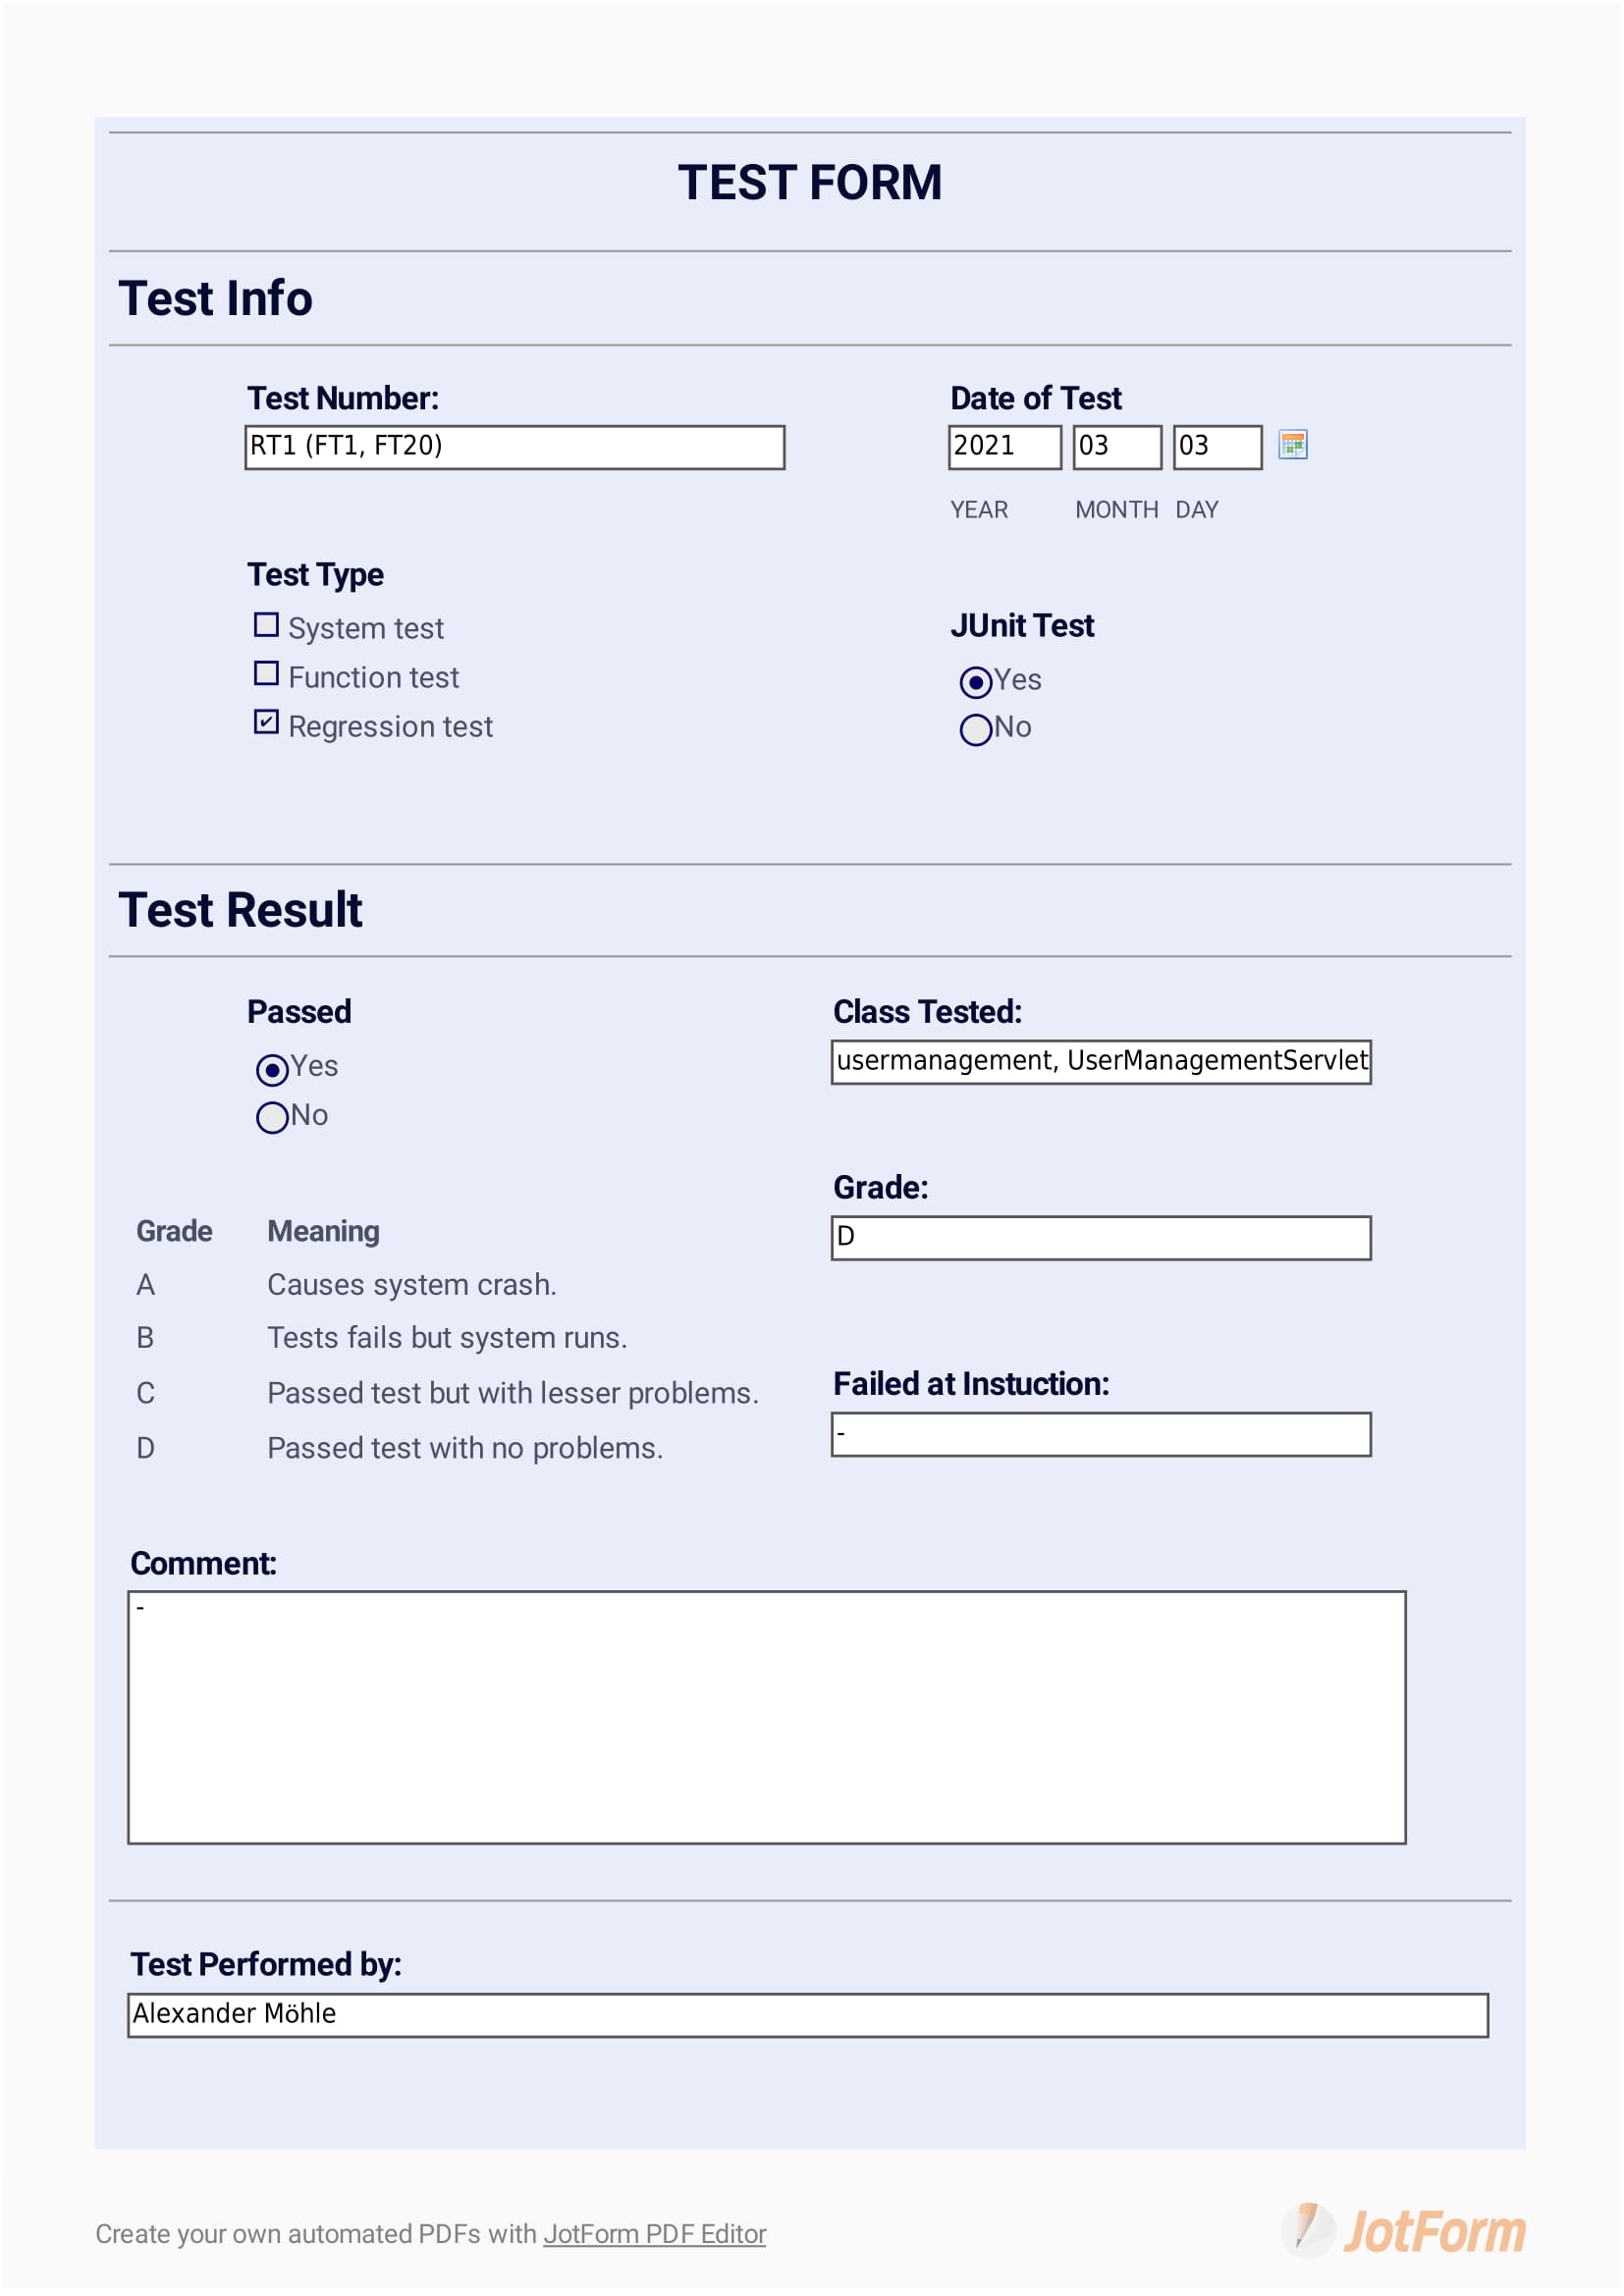 TEST FORM
Test Info
Test Number:
RT1 (FT1, FT20)
Date of Test
2021 03 03
YEAR MONTH DAY
Test Type
System test
Function test
Regression test
JUnit Test
Yes
No
Test Result
Passed
Yes
No
Class Tested:
usermanagement, UserManagementServlet
Grade:
D
Grade Meaning
A Causes system crash.
B Tests fails but system runs.
C Passed test but with lesser problems.
D Passed test with no problems.
Failed at Instuction:
-
Comment:
-
Test Performed by:
Alexander Möhle
Create your own automated PDFs with JotForm PDF Editor
JotForm